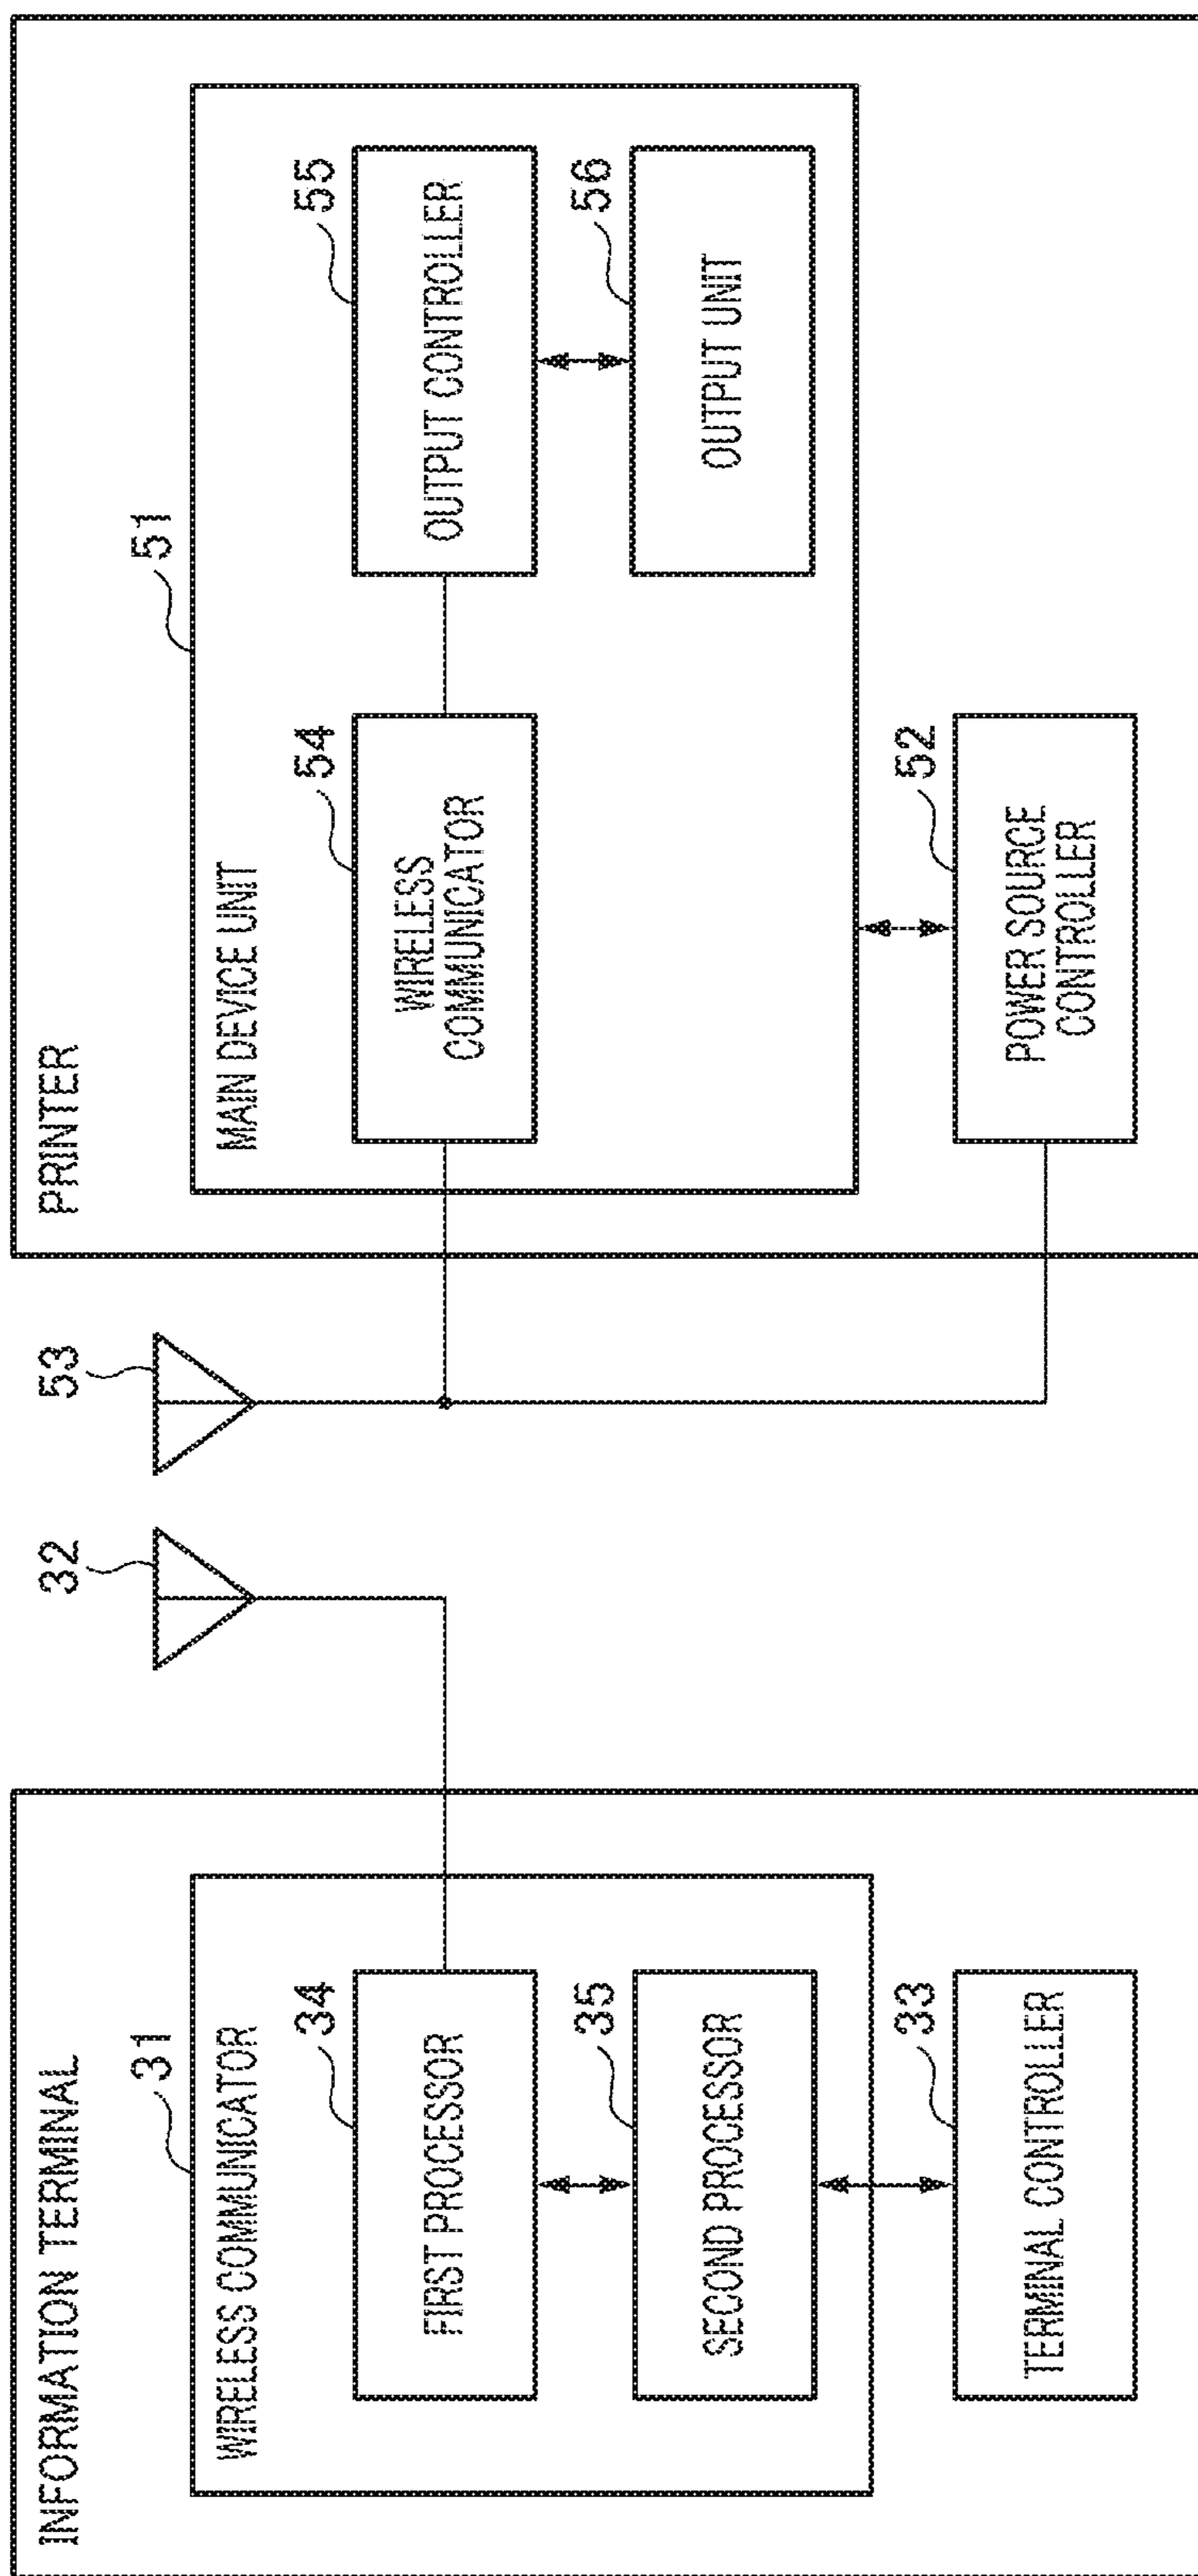 INFORMATION TERMINAL
31
WIRELESS COMMUNICATOR
34
FIRST PROCESSOR
35
SECOND PROCESSOR
33
TERMINAL CONTROLLER
32
53
PRINTER
51
MAIN DEVICE UNIT
54
WIRELESS
COMMUNICATOR
55
OUTPUT CONTROLLER
56
OUTPUT UNIT
52
POWER SOURCE
CONTROLLER